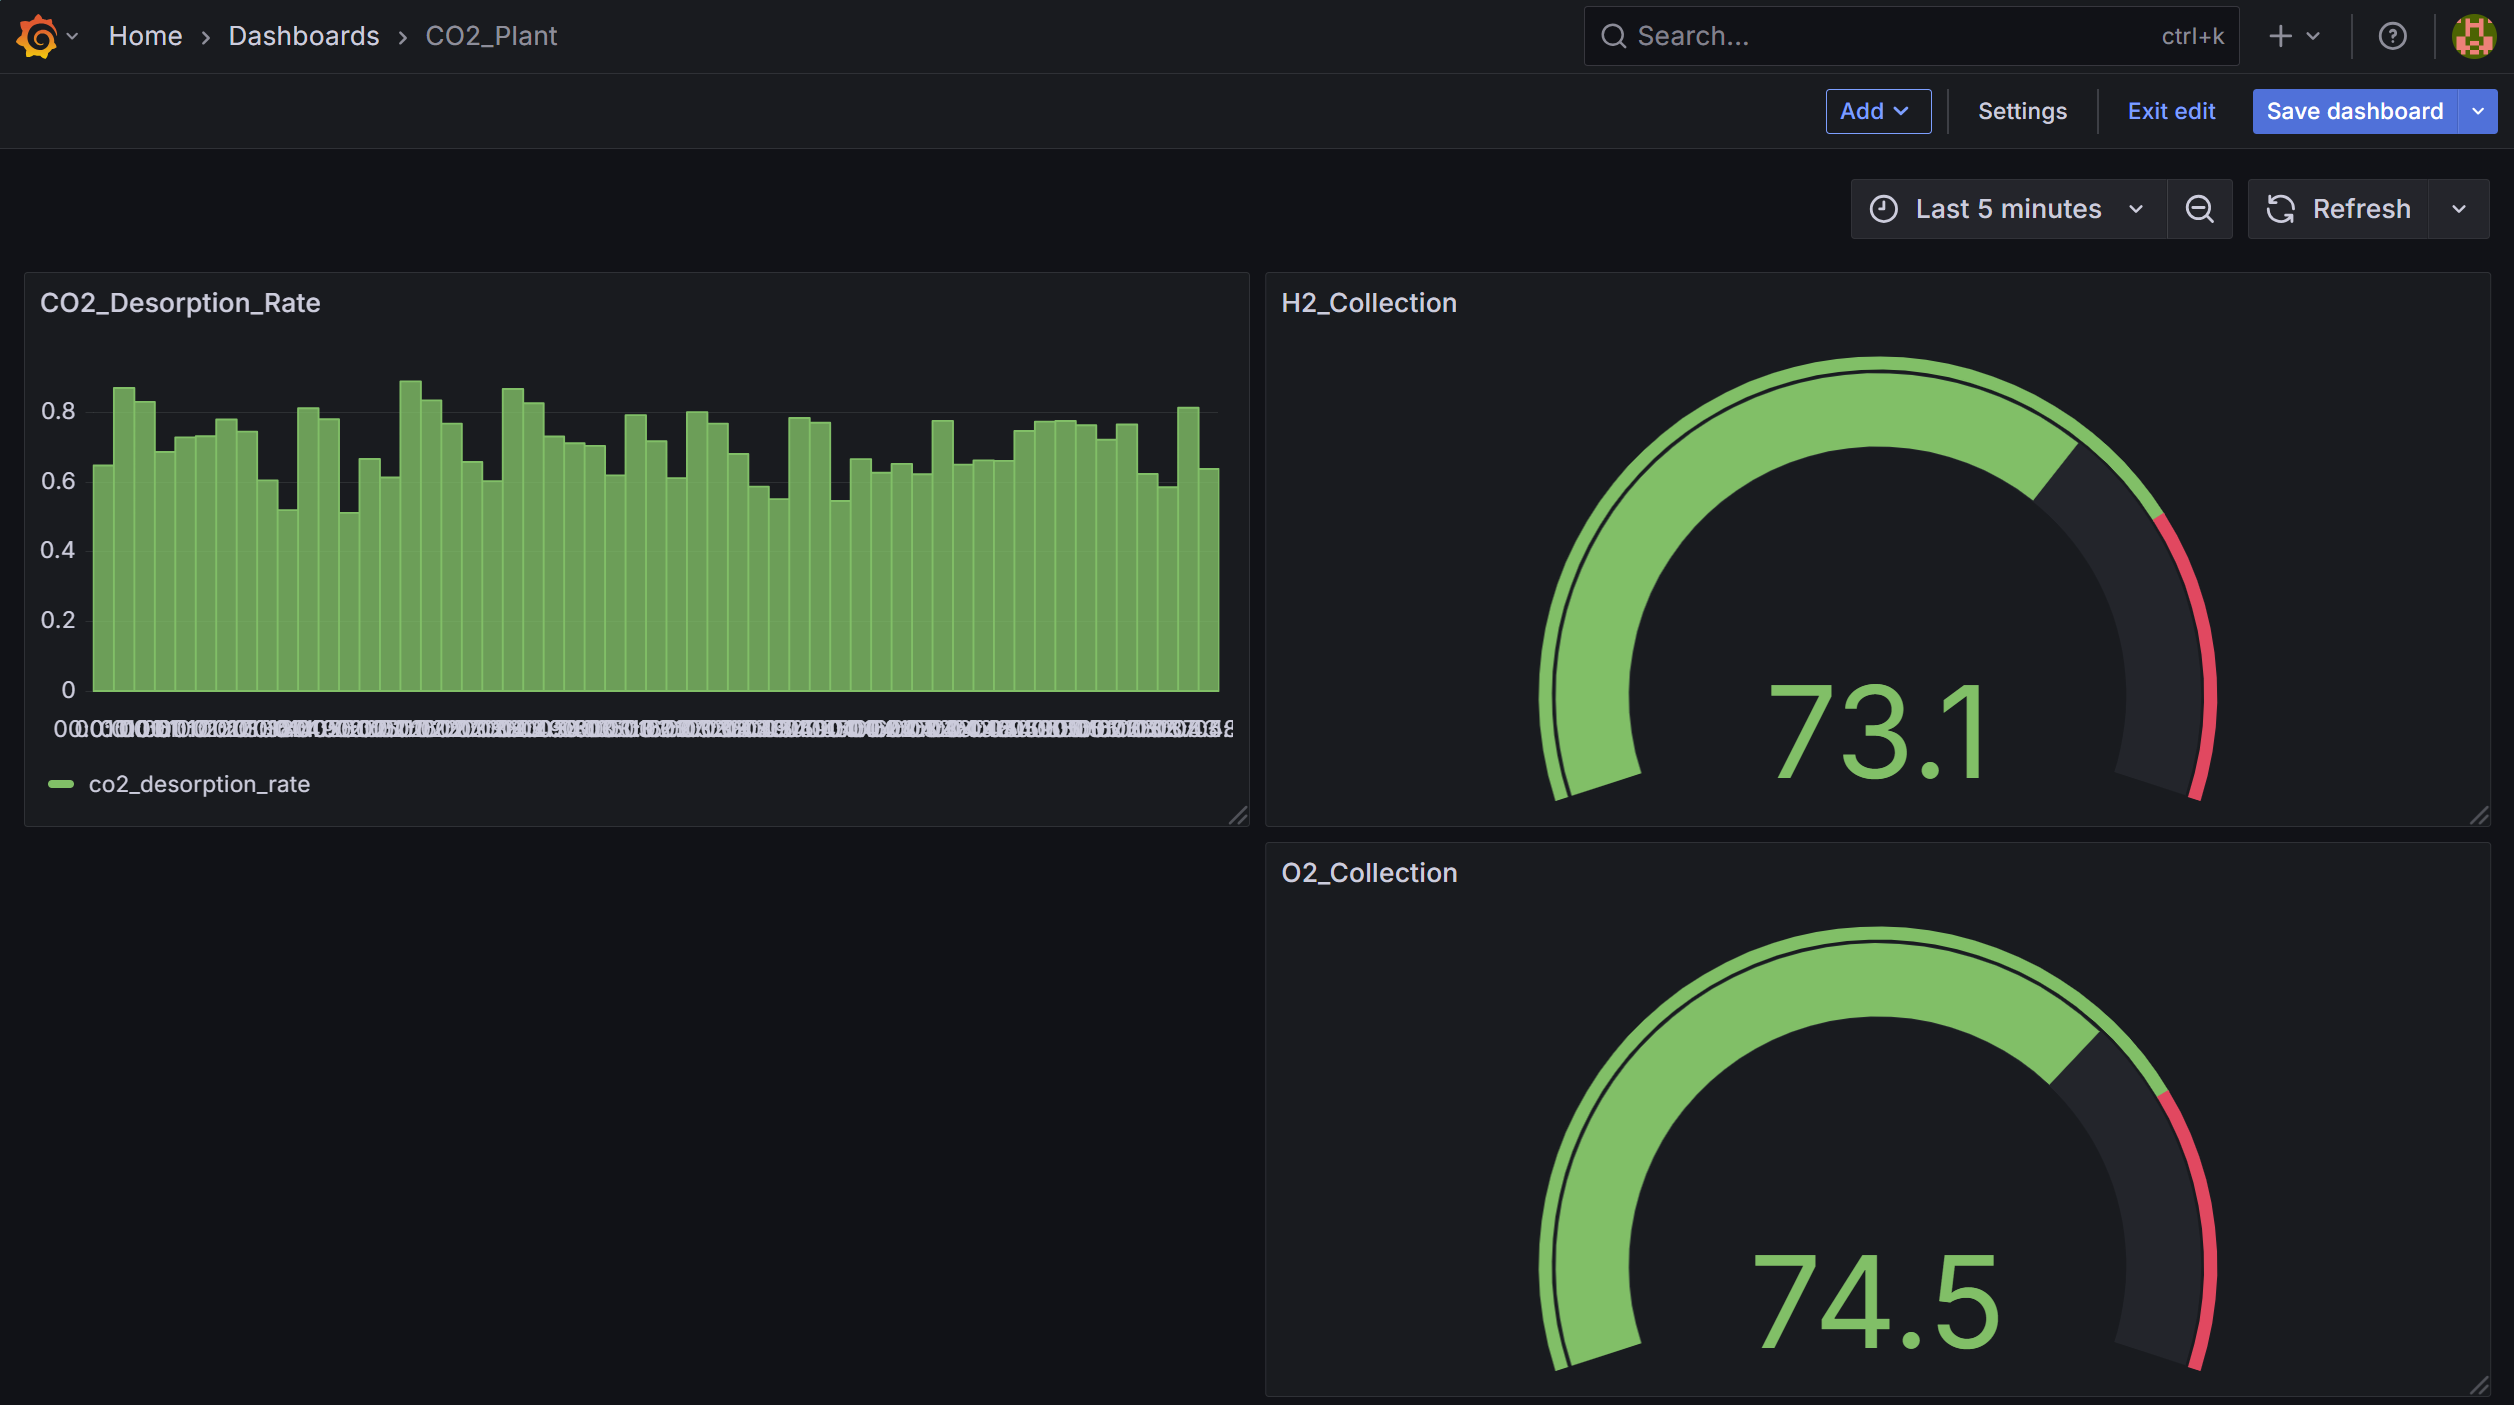 Home > Dashboards > CO2_Plant
Search...
ctrl+k
Add
Settings
Exit edit
Save dashboard
Last 5 minutes
Refresh
CO2_Desorption_Rate
0.8
0.6
0.4
0.2
0
co2_desorption_rate
H2_Collection
73.1
O2_Collection
74.5